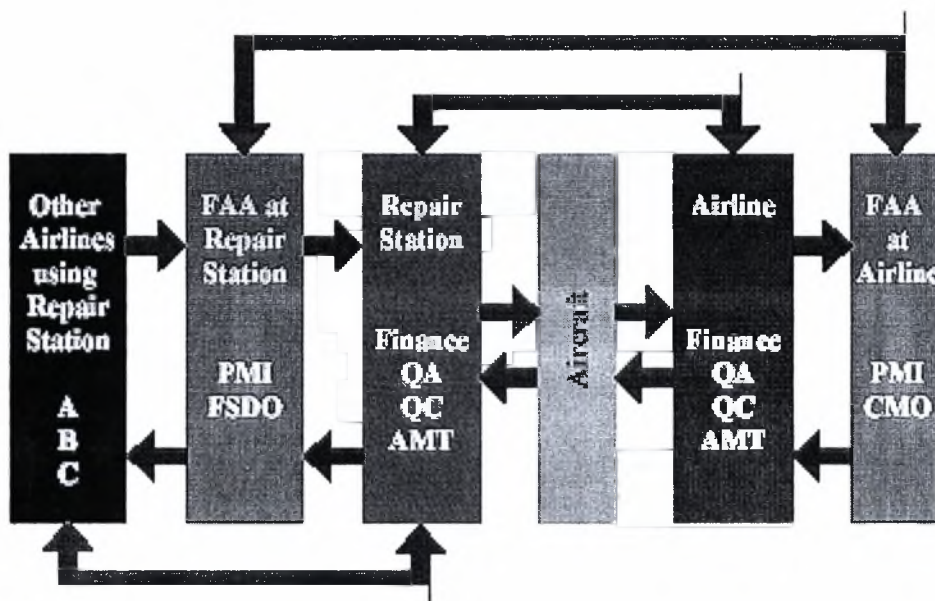 Other
Airlines
using
Repair
Station
A
B
C
FAA at
Repair
Station
PMI
FSDO
Repair
Station
Finance
QA
QC
AMT
Aircraft
Airline
Finance
QA
QC
AMT
FAA
at
Airline
PMI
CMO